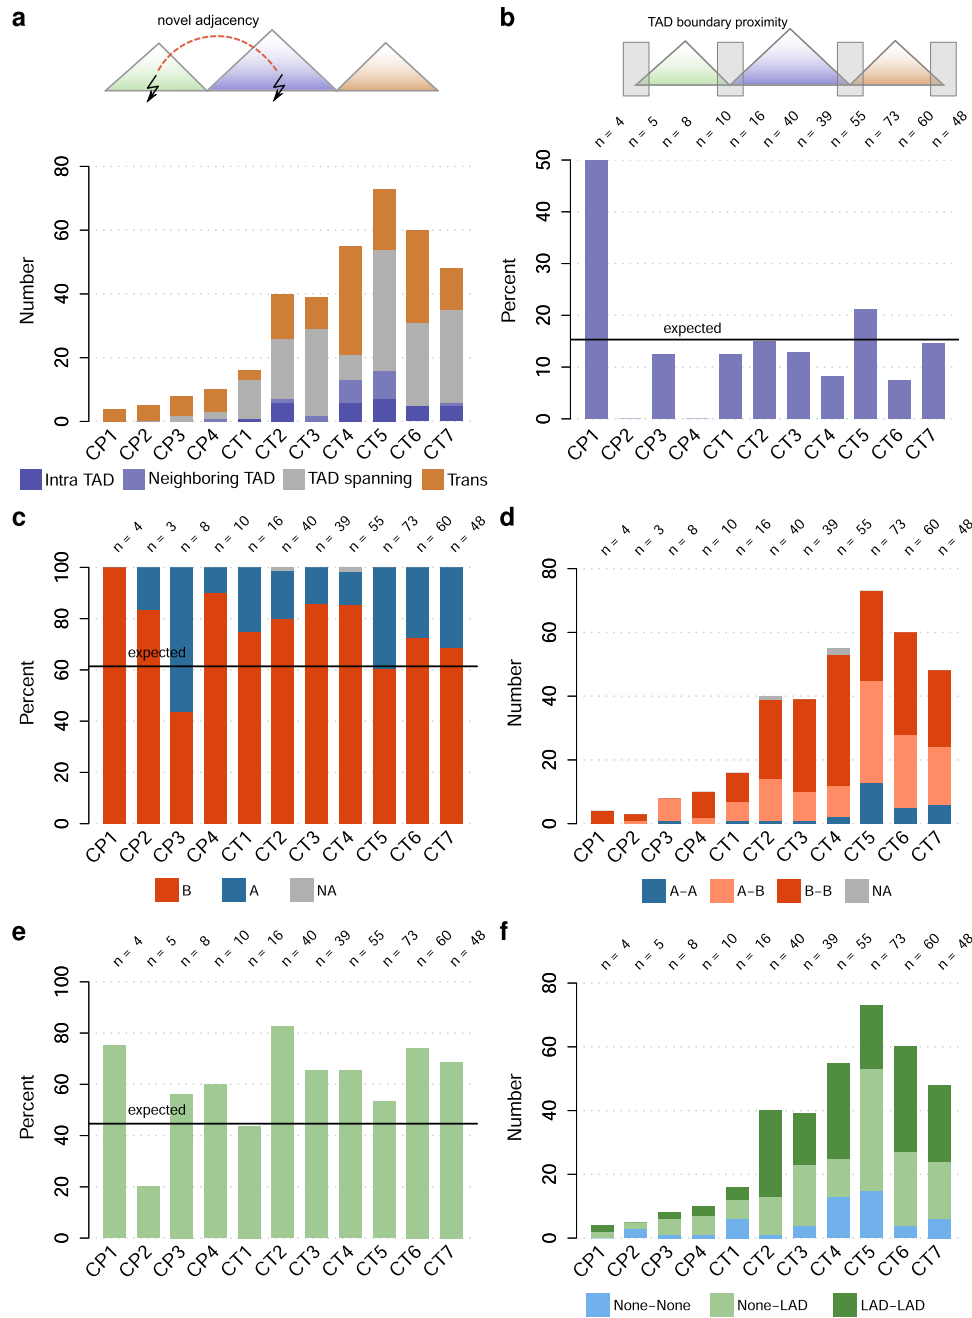 a
novel adjacency
Number
80
60
40
20
0
CP1 CP2 CP3 CP4 CT1 CT2 CT3 CT4 CT5 CT6 CT7
Intra TAD Neighboring TAD TAD spanning Trans
b
TAD boundary proximity
n = 4 n = 5 n = 8 n = 10 n = 16 n = 40 n = 39 n = 55 n = 73 n = 60 n = 48
Percent
50
40
30
20
10
0
expected
CP1 CP2 CP3 CP4 CT1 CT2 CT3 CT4 CT5 CT6 CT7
c
n = 4 n = 3 n = 8 n = 10 n = 16 n = 40 n = 39 n = 55 n = 73 n = 60 n = 48
Percent
100
80
60
40
20
0
expected
CP1 CP2 CP3 CP4 CT1 CT2 CT3 CT4 CT5 CT6 CT7
B A NA
d
n = 4 n = 3 n = 8 n = 10 n = 16 n = 40 n = 39 n = 55 n = 73 n = 60 n = 48
Number
80
60
40
20
0
CP1 CP2 CP3 CP4 CT1 CT2 CT3 CT4 CT5 CT6 CT7
A−A A−B B−B NA
e
n = 4 n = 5 n = 8 n = 10 n = 16 n = 40 n = 39 n = 55 n = 73 n = 60 n = 48
Percent
100
80
60
40
20
0
expected
CP1 CP2 CP3 CP4 CT1 CT2 CT3 CT4 CT5 CT6 CT7
f
n = 4 n = 5 n = 8 n = 10 n = 16 n = 40 n = 39 n = 55 n = 73 n = 60 n = 48
Number
80
60
40
20
0
CP1 CP2 CP3 CP4 CT1 CT2 CT3 CT4 CT5 CT6 CT7
None−None None−LAD LAD−LAD